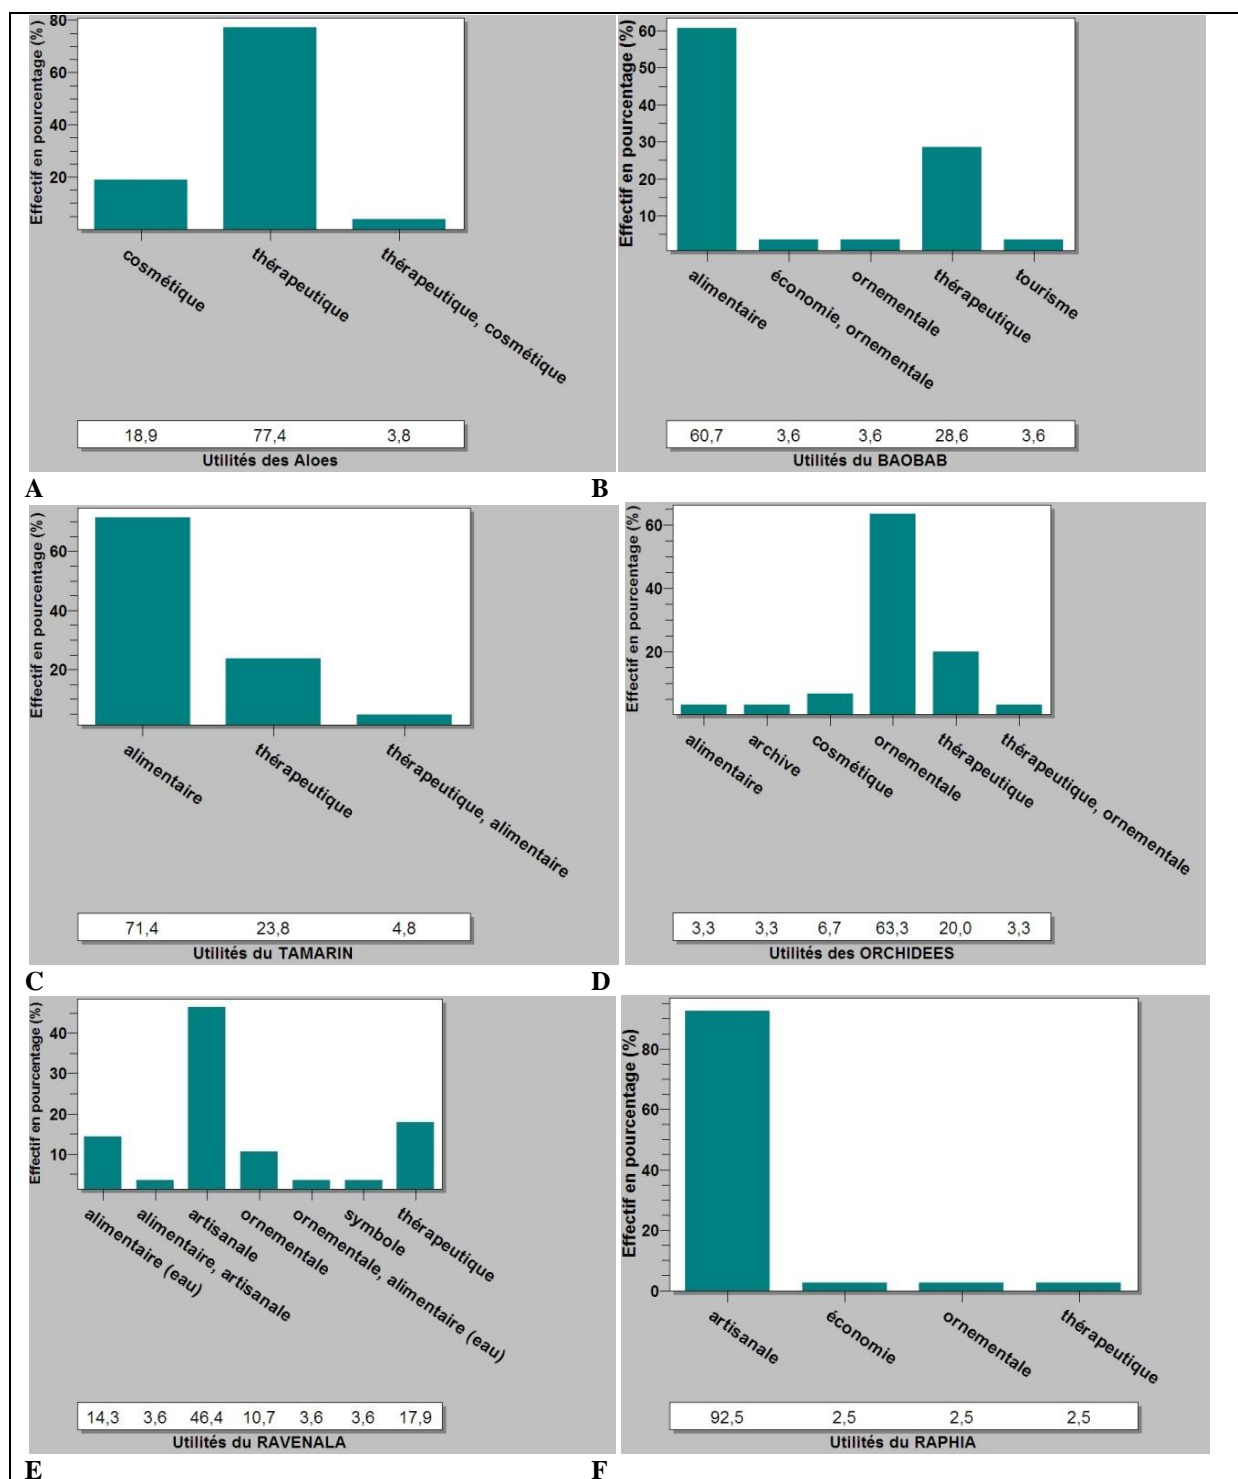 Effectif en pourcentage (%)
80
60
40
20
cosmétique
thérapeutique
thérapeutique, cosmétique
18,9 77,4 3,8
Utilités des Aloes
A
Effectif en pourcentage (%)
60
50
40
30
20
10
alimentaire
économie, ornementale
ornementale
thérapeutique
tourisme
60,7 3,6 3,6 28,6 3,6
Utilités du BAOBAB
B
Effectif en pourcentage (%)
60
40
20
alimentaire
thérapeutique
thérapeutique, alimentaire
71,4 23,8 4,8
Utilités du TAMARIN
C
Effectif en pourcentage (%)
60
40
20
alimentaire
archive
cosmétique
ornementale
thérapeutique
thérapeutique, ornementale
3,3 3,3 6,7 63,3 20,0 3,3
Utilités des ORCHIDEES
D
Effectif en pourcentage (%)
40
30
20
10
alimentaire (eau)
alimentaire, artisanale
artisanale
ornementale
ornementale, alimentaire (eau)
symbole
thérapeutique
14,3 3,6 46,4 10,7 3,6 3,6 17,9
Utilités du RAVENALA
E
Effectif en pourcentage (%)
80
60
40
20
0
artisanale
économie
ornementale
thérapeutique
92,5 2,5 2,5 2,5
Utilités du RAPHIA
F